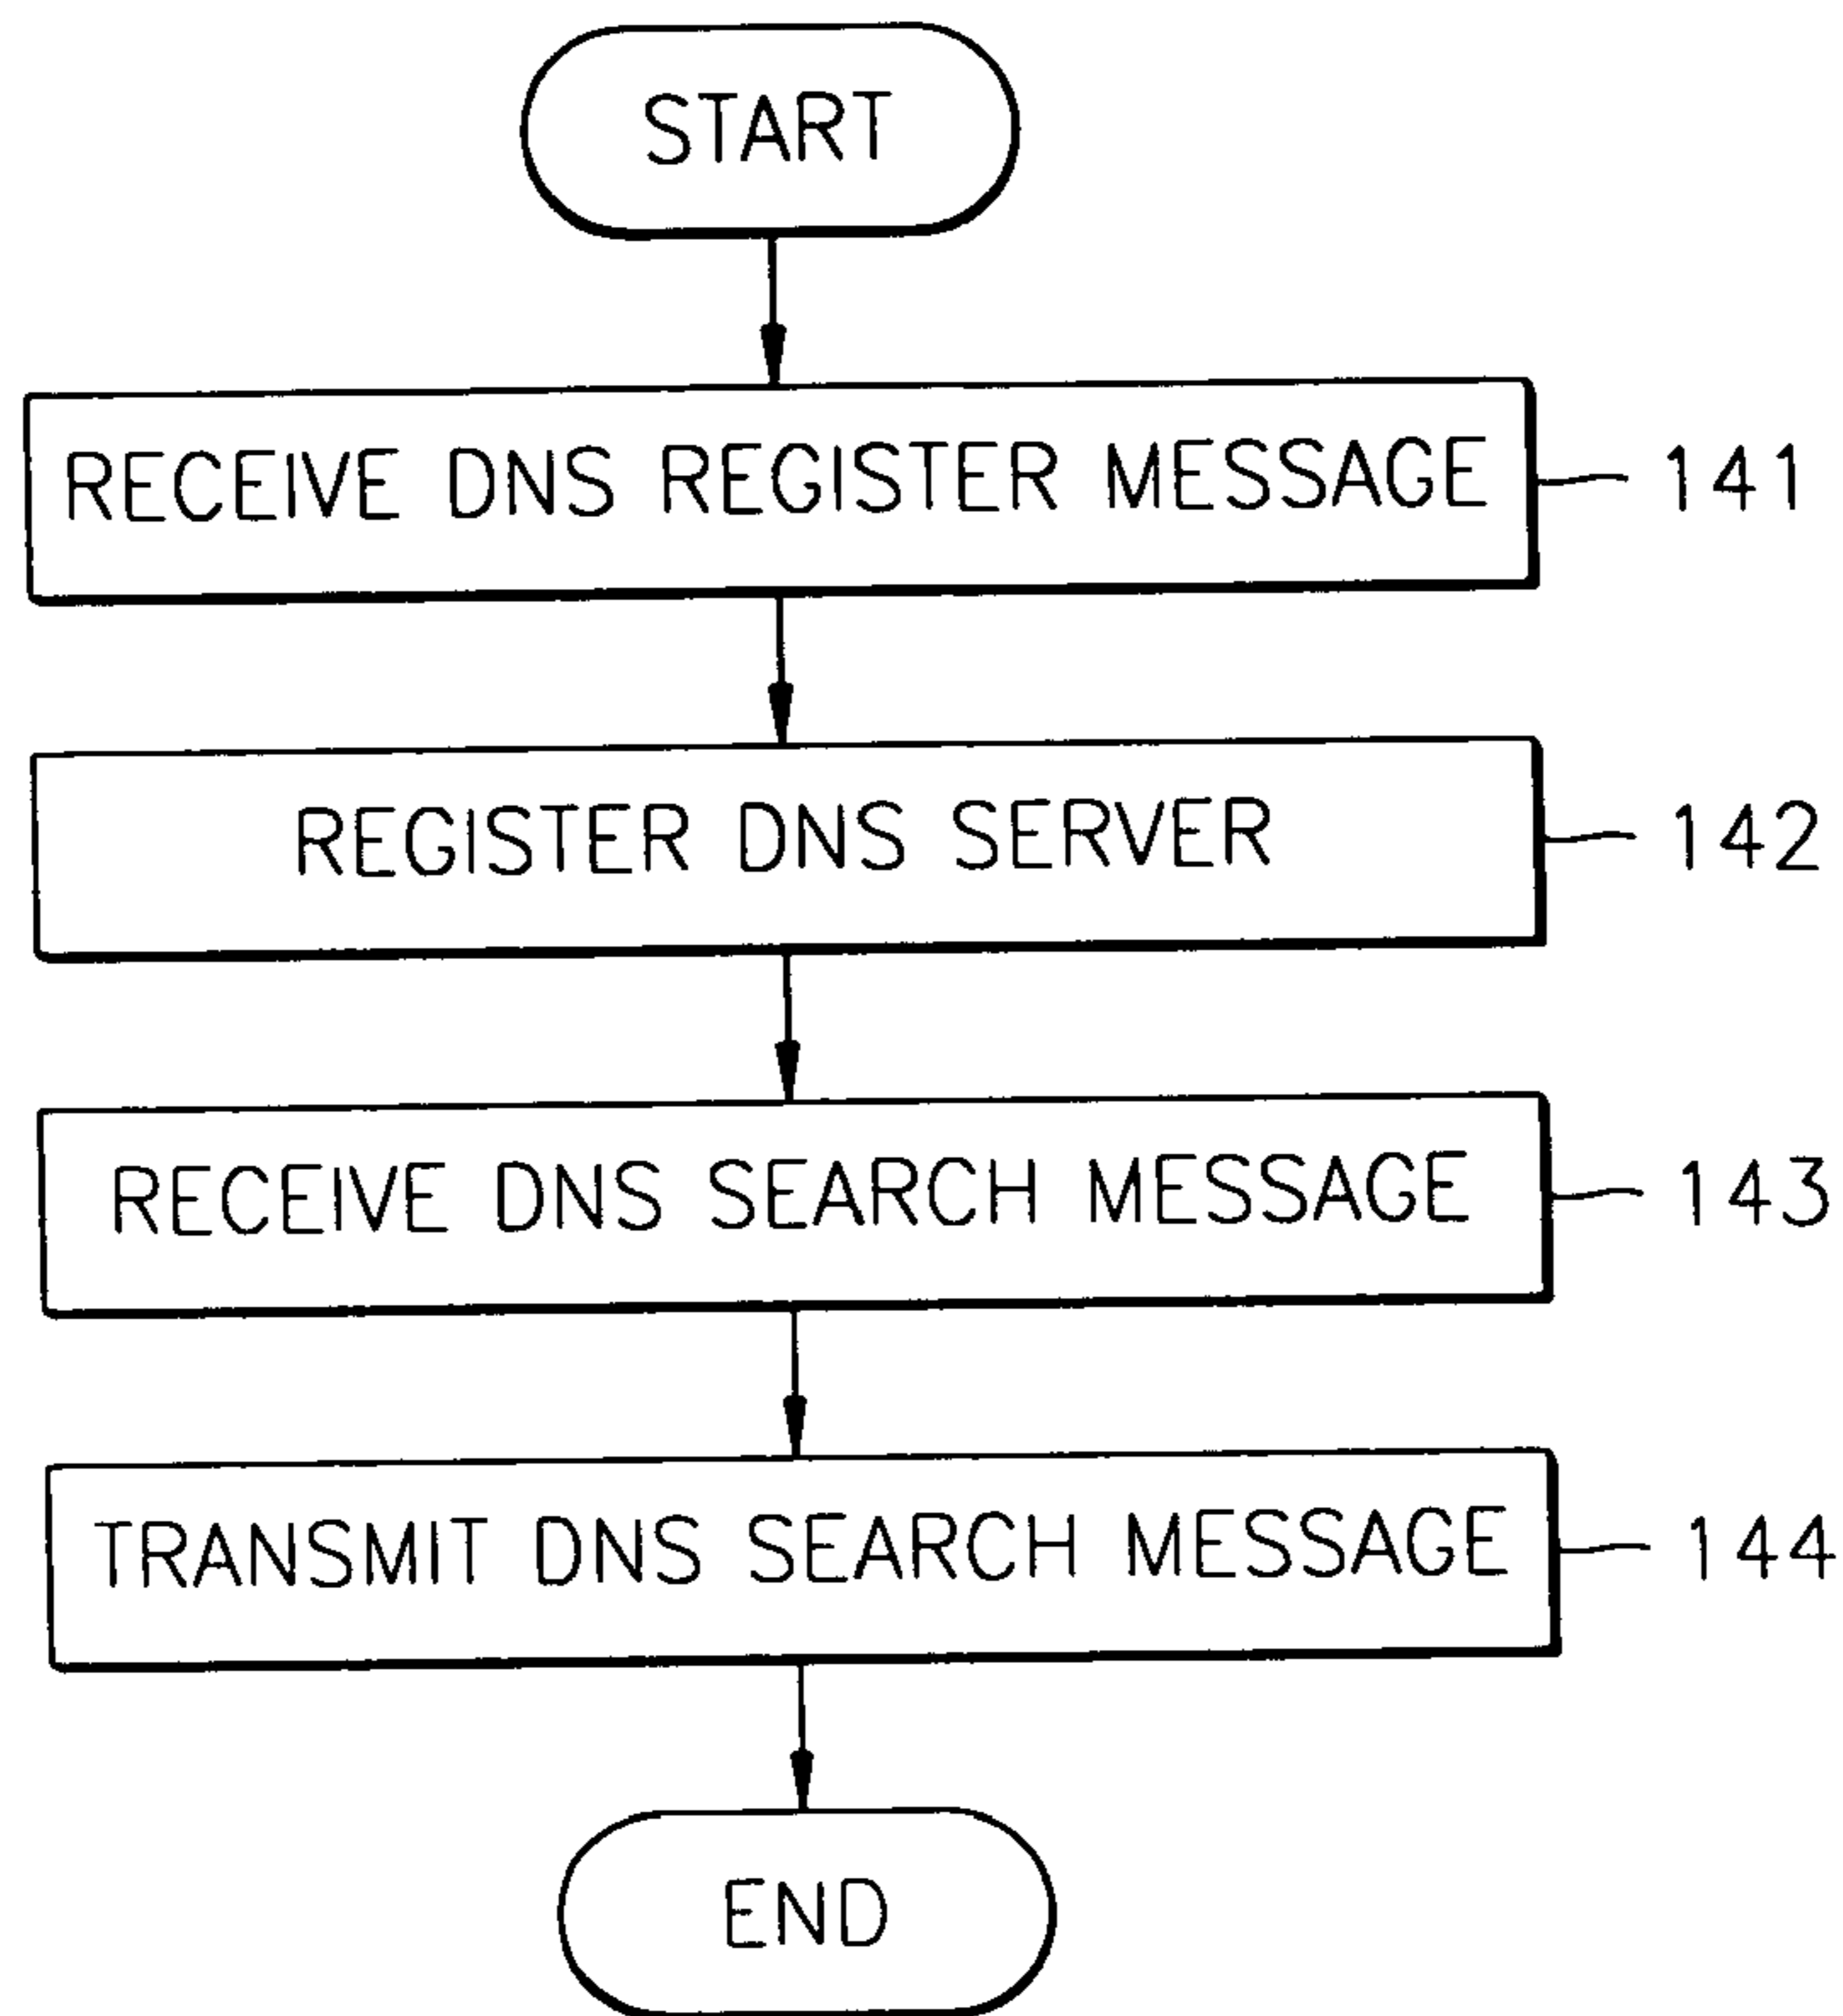 START
RECEIVE DNS REGISTER MESSAGE 141
REGISTER DNS SERVER 142
RECEIVE DNS SEARCH MESSAGE 143
TRANSMIT DNS SEARCH MESSAGE 144
END